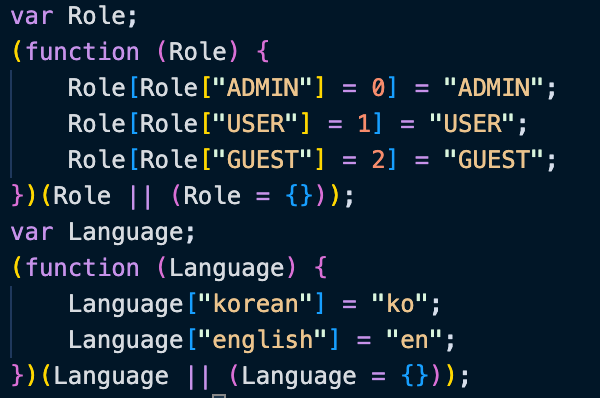 var Role;
(function (Role) {
    Role[Role["ADMIN"] = 0] = "ADMIN";
    Role[Role["USER"] = 1] = "USER";
    Role[Role["GUEST"] = 2] = "GUEST";
})(Role || (Role = {}));
var Language;
(function (Language) {
    Language["korean"] = "ko";
    Language["english"] = "en";
})(Language || (Language = {}));